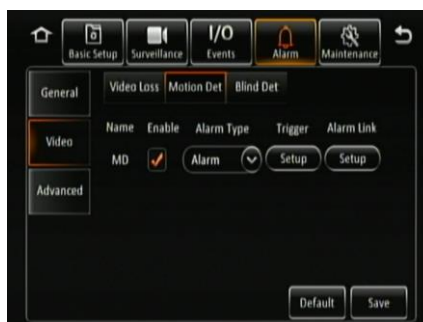 Basic Setup
Surveillance
I/O
Events
Alarm
Maintenance
General
Video Loss
Motion Det
Blind Det
Name Enable Alarm Type Trigger Alarm Link
Video
MD Alarm Setup Setup
Advanced
Default Save